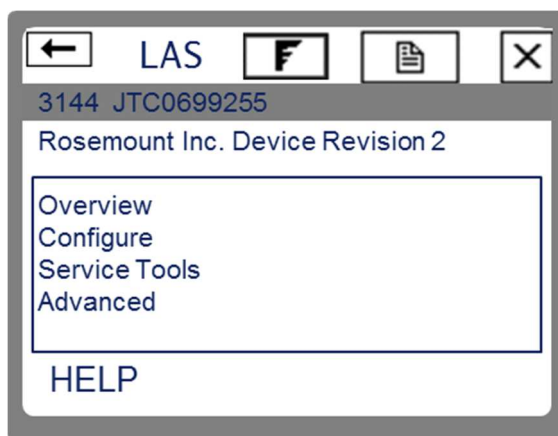 LAS
3144 JTC0699255
Rosemount Inc. Device Revision 2
Overview
Configure
Service Tools
Advanced
HELP